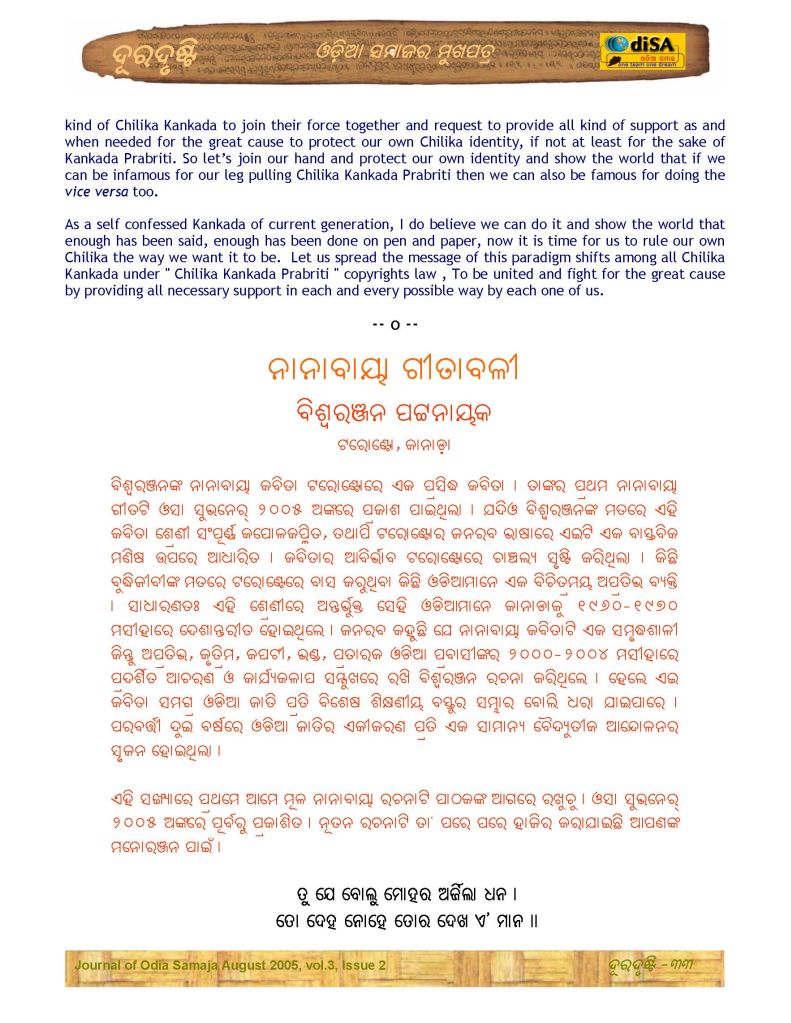 ଦୂରଦୃଷ୍ଟି
ଓଡ଼ିଆ ସମାଜର ମୁଖପତ୍ର
diSA
ଓଡ଼ିଆ ସମାଜ
one team one dream
kind of Chilika Kankada to join their force together and request to provide all kind of support as and
when needed for the great cause to protect our own Chilika identity, if not at least for the sake of
Kankada Prabriti. So let's join our hand and protect our own identity and show the world that if we
can be infamous for our leg pulling Chilika Kankada Prabriti then we can also be famous for doing the
vice versa too.
As a self confessed Kankada of current generation, I do believe we can do it and show the world that
enough has been said, enough has been done on pen and paper, now it is time for us to rule our own
Chilika the way we want it to be.  Let us spread the message of this paradigm shifts among all Chilika
Kankada under " Chilika Kankada Prabriti " copyrights law , To be united and fight for the great cause
by providing all necessary support in each and every possible way by each one of us.
-- o --
ନାନାବାୟା ଗୀତାବଳୀ
ବିଶ୍ୱରଞ୍ଜନ ପଟ୍ଟନାୟକ
ଟରୋଣ୍ଟୋ, କାନାଡ଼ା
ବିଶ୍ୱରଞ୍ଜନଙ୍କ ନାନାବାୟା କବିତା ଟରୋଣ୍ଟୋରେ ଏକ ପ୍ରସିଦ୍ଧ କବିତା । ତାଙ୍କର ପ୍ରଥମ ନାନାବାୟା
ଗୀତଟି ଓସା ସୁଭନେର୍ ୨୦୦୫ ଅଙ୍କରେ ପ୍ରକାଶ ପାଇଥିଲା । ଯଦିଓ ବିଶ୍ୱରଞ୍ଜନଙ୍କ ମତରେ ଏହି
କବିତା ଶ୍ରେଣୀ ସଂପୂର୍ଣ୍ଣ କପୋଳକଳ୍ପିତ, ତଥାପି ଟରୋଣ୍ଟୋର ଜନରବ ଭାଷାରେ ଏଇଟି ଏକ ବାସ୍ତବିକ
ମଣିଷ ଉପରେ ଆଧାରିତ । କବିତାର ଆବିର୍ଭାବ ଟରୋଣ୍ଟୋରେ ଚାଞ୍ଚଲ୍ୟ ସୃଷ୍ଟି କରିଥିଲା । କିଛି
ବୁଦ୍ଧିଜୀବୀଙ୍କ ମତରେ ଟରୋଣ୍ଟେରେ ବାସ କରୁଥିବା କିଛି ଓଡିଆମାନେ ଏକ ବିଚିତ୍ରମୟ ଅପ୍ରତିଭ ବ୍ୟକ୍ତି
। ସାଧାରଣତଃ ଏହି ଶ୍ରେଣୀରେ ଅନ୍ତର୍ଭୁକ୍ତ ସେହି ଓଡିଆମାନେ କାନାଡାକୁ ୧୯୬୦-୧୯୭୦
ମସୀହାରେ ଦେଶାନ୍ତରୀତ ହୋଇଥିଲେ । ଜନରବ କହୁଛି ଯେ ନାନାବାୟା କବିତାଟି ଏକ ସମୃଦ୍ଧଶାଳୀ
କିନ୍ତୁ ଅପ୍ରତିଭ, କୃତ୍ରିମ, କପଟୀ, ଭଣ୍ଡ, ପ୍ରତାରକ ଓଡିଆ ପ୍ରବାସୀଙ୍କର ୨୦୦୦-୨୦୦୪ ମସୀହାରେ
ପ୍ରଦର୍ଶିତ ଆଚରଣ ଓ କାର୍ଯ୍ୟକଳାପ ସମ୍ମୁଖରେ ରଖି ବିଶ୍ୱରଞ୍ଜନ ରଚନା କରିଥିଲେ । ହେଲେ ଏଇ
କବିତା ସମଗ୍ର ଓଡିଆ ଜାତି ପ୍ରତି ବିଶେଷ ଶିକ୍ଷଣୀୟ ବସ୍ତୁର ସମ୍ଭାର ବୋଲି ଧରା ଯାଇପାରେ ।
ପରବର୍ତ୍ତୀ ଦୁଇ ବର୍ଷରେ ଓଡିଆ ଜାତିର ଏକୀକରଣ ପ୍ରତି ଏକ ସାମାନ୍ୟ ବୈଦ୍ୟୁତୀକ ଆନ୍ଦୋଳନର
ସୃଜନ ହୋଇଥିଲା ।
ଏହି ସଖ୍ୟାରେ ପ୍ରଥମେ ଆମେ ମୂଳ ନାନାବାୟା ରଚନାଟି ପାଠକଙ୍କ ଆଗରେ ରଖୁଚୁ । ଓସା ସୁଭନେର୍
୨୦୦୫ ଅଙ୍କରେ ପୂର୍ବରୁ ପ୍ରକାଶିତ । ନୂତନ ରଚନାଟି ତା' ପରେ ପରେ ହାଜିର କରାଯାଇଛି ଆପଣଙ୍କ
ମନୋରଞ୍ଜନ ପାଇଁ ।
ତୁ ଯେ ବୋଲୁ ମୋହର ଅର୍ଜିଲା ଧନ ।
ତୋ ଦେହ ନୋହେ ତୋର ଦେଖ ଏ' ମାନ ॥
Journal of Odia Samaja August 2005, vol.3, Issue 2
ଦୂରଦୃଷ୍ଟି - ୩୩